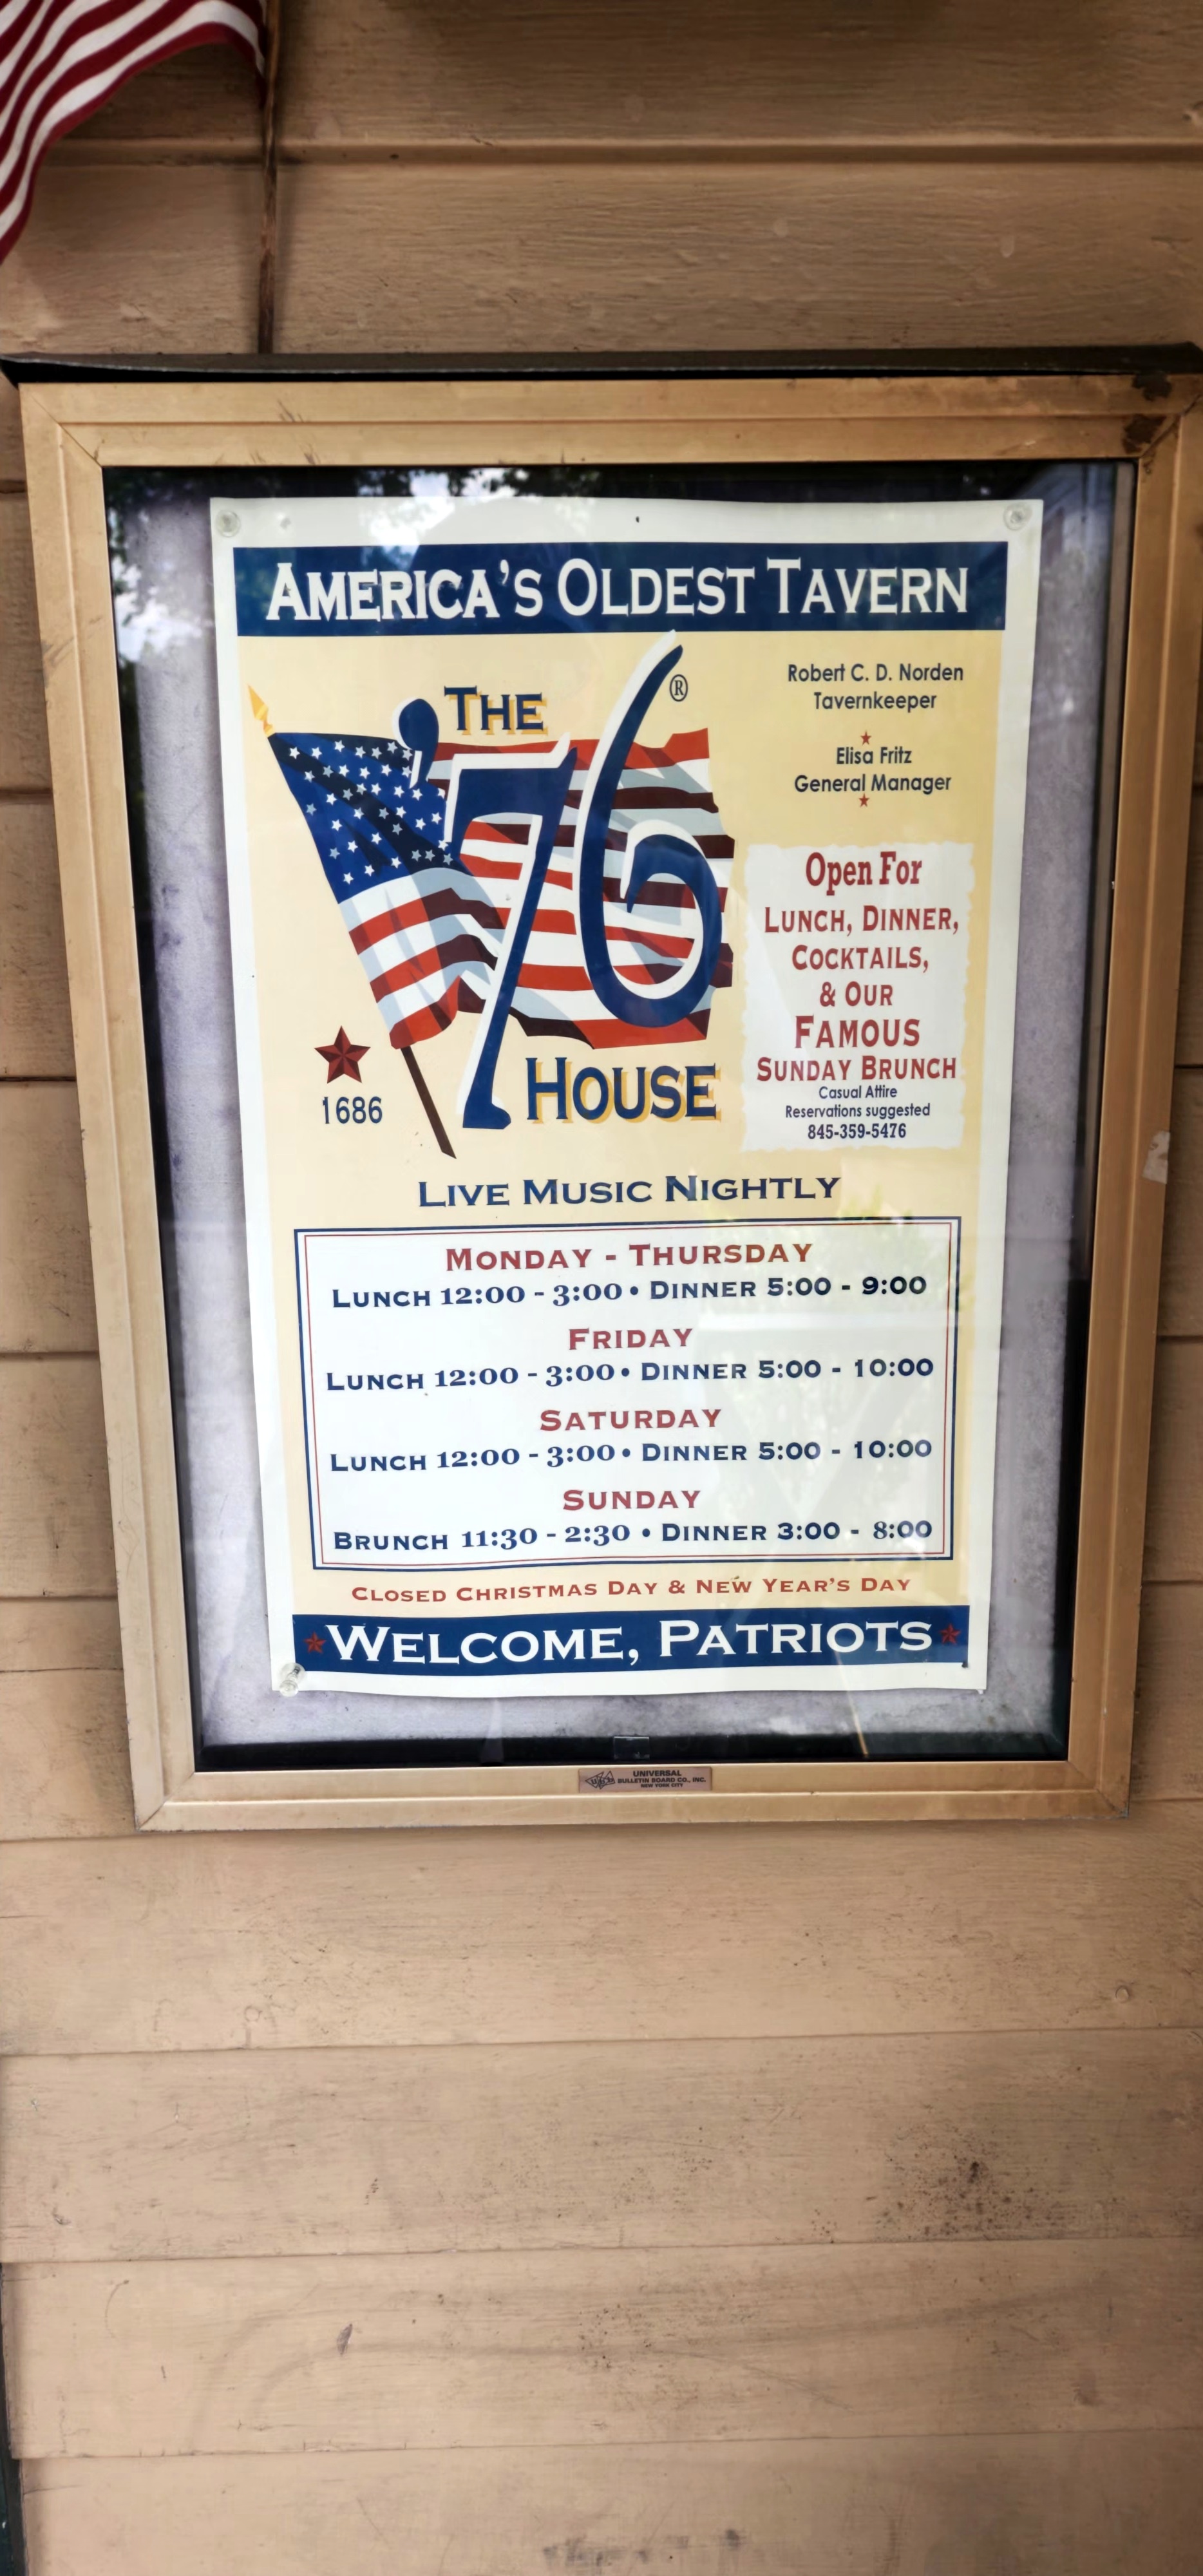 AMERICA'S OLDEST TAVERN
THE
'76 ®
HOUSE
1686
Robert C. D. Norden
Tavernkeeper
Elisa Fritz
General Manager
Open For
LUNCH, DINNER,
COCKTAILS,
& OUR
FAMOUS
SUNDAY BRUNCH
Casual Attire
Reservations suggested
845-359-5476
LIVE MUSIC NIGHTLY
MONDAY - THURSDAY
LUNCH 12:00 - 3:00 • DINNER 5:00 - 9:00
FRIDAY
LUNCH 12:00 - 3:00 • DINNER 5:00 - 10:00
SATURDAY
LUNCH 12:00 - 3:00 • DINNER 5:00 - 10:00
SUNDAY
BRUNCH 11:30 - 2:30 • DINNER 3:00 - 8:00
CLOSED CHRISTMAS DAY & NEW YEAR'S DAY
WELCOME, PATRIOTS
UNIVERSAL
BULLETIN BOARD CO., INC.
NEW YORK CITY